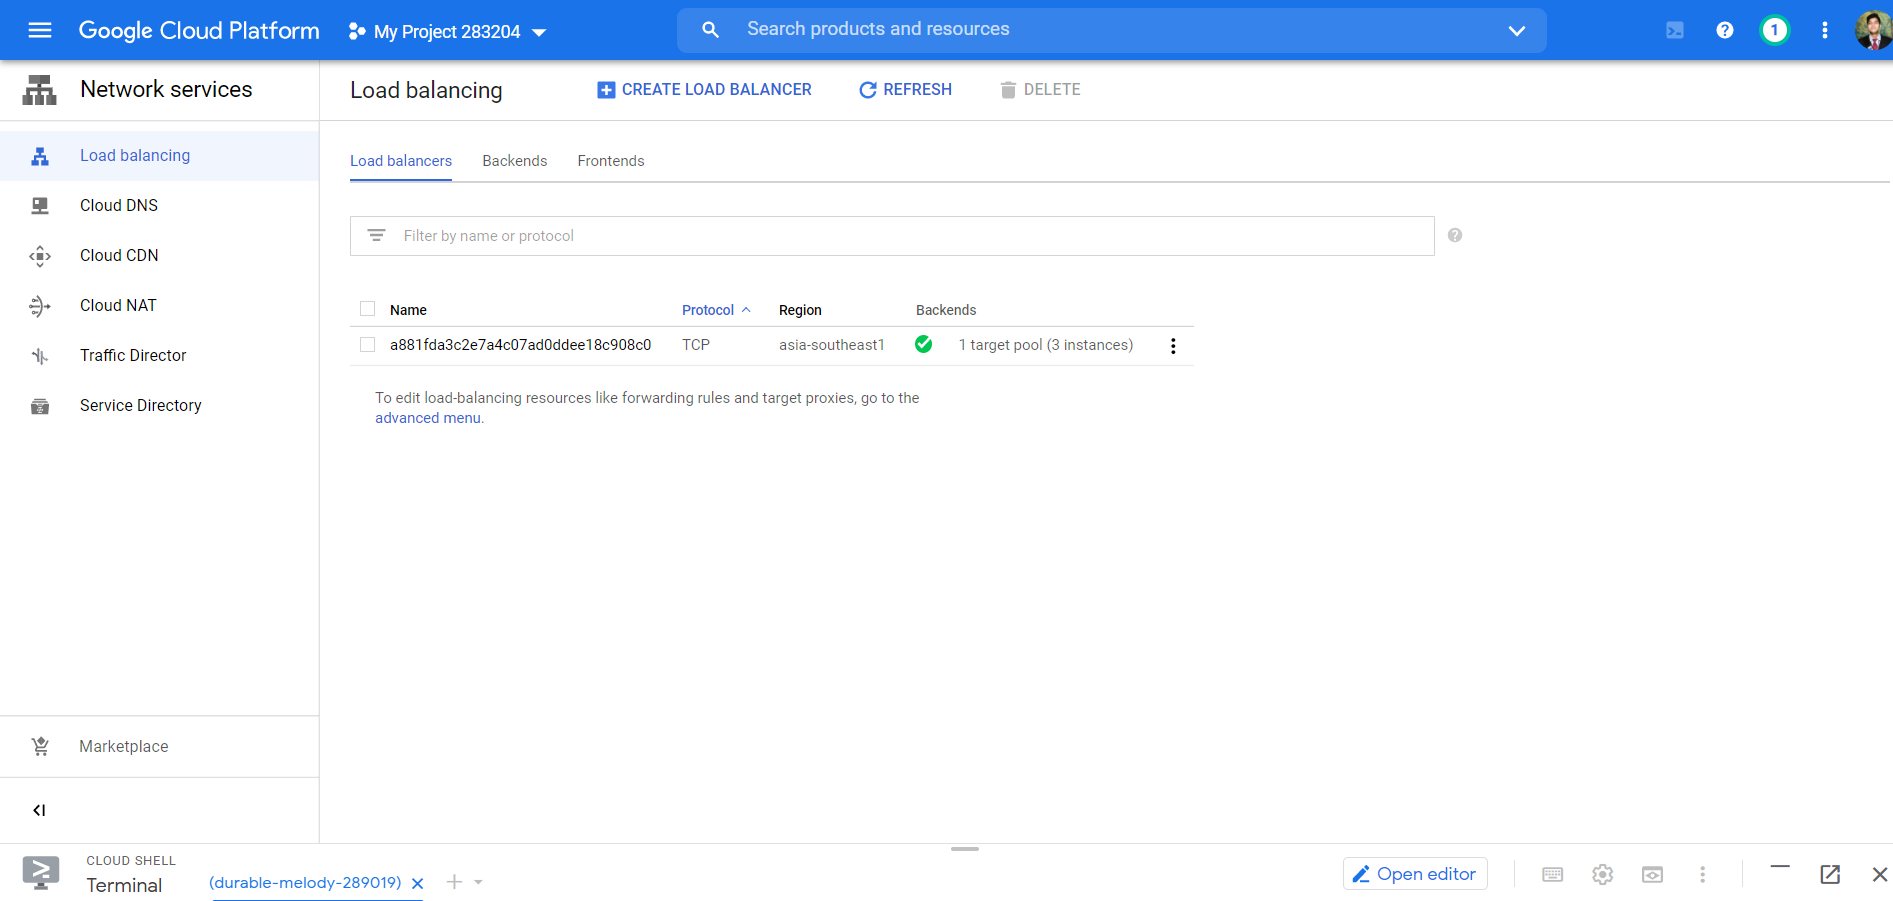 Google Cloud Platform
My Project 283204
Search products and resources
1
Network services
Load balancing
CREATE LOAD BALANCER
REFRESH
DELETE
Load balancing
Cloud DNS
Cloud CDN
Cloud NAT
Traffic Director
Service Directory
Marketplace
Load balancers
Backends
Frontends
Filter by name or protocol
Name Protocol Region Backends
a881fda3c2e7a4c07ad0ddee18c908c0 TCP asia-southeast1 1 target pool (3 instances)
To edit load-balancing resources like forwarding rules and target proxies, go to the
advanced menu.
CLOUD SHELL
Terminal
(durable-melody-289019)
Open editor